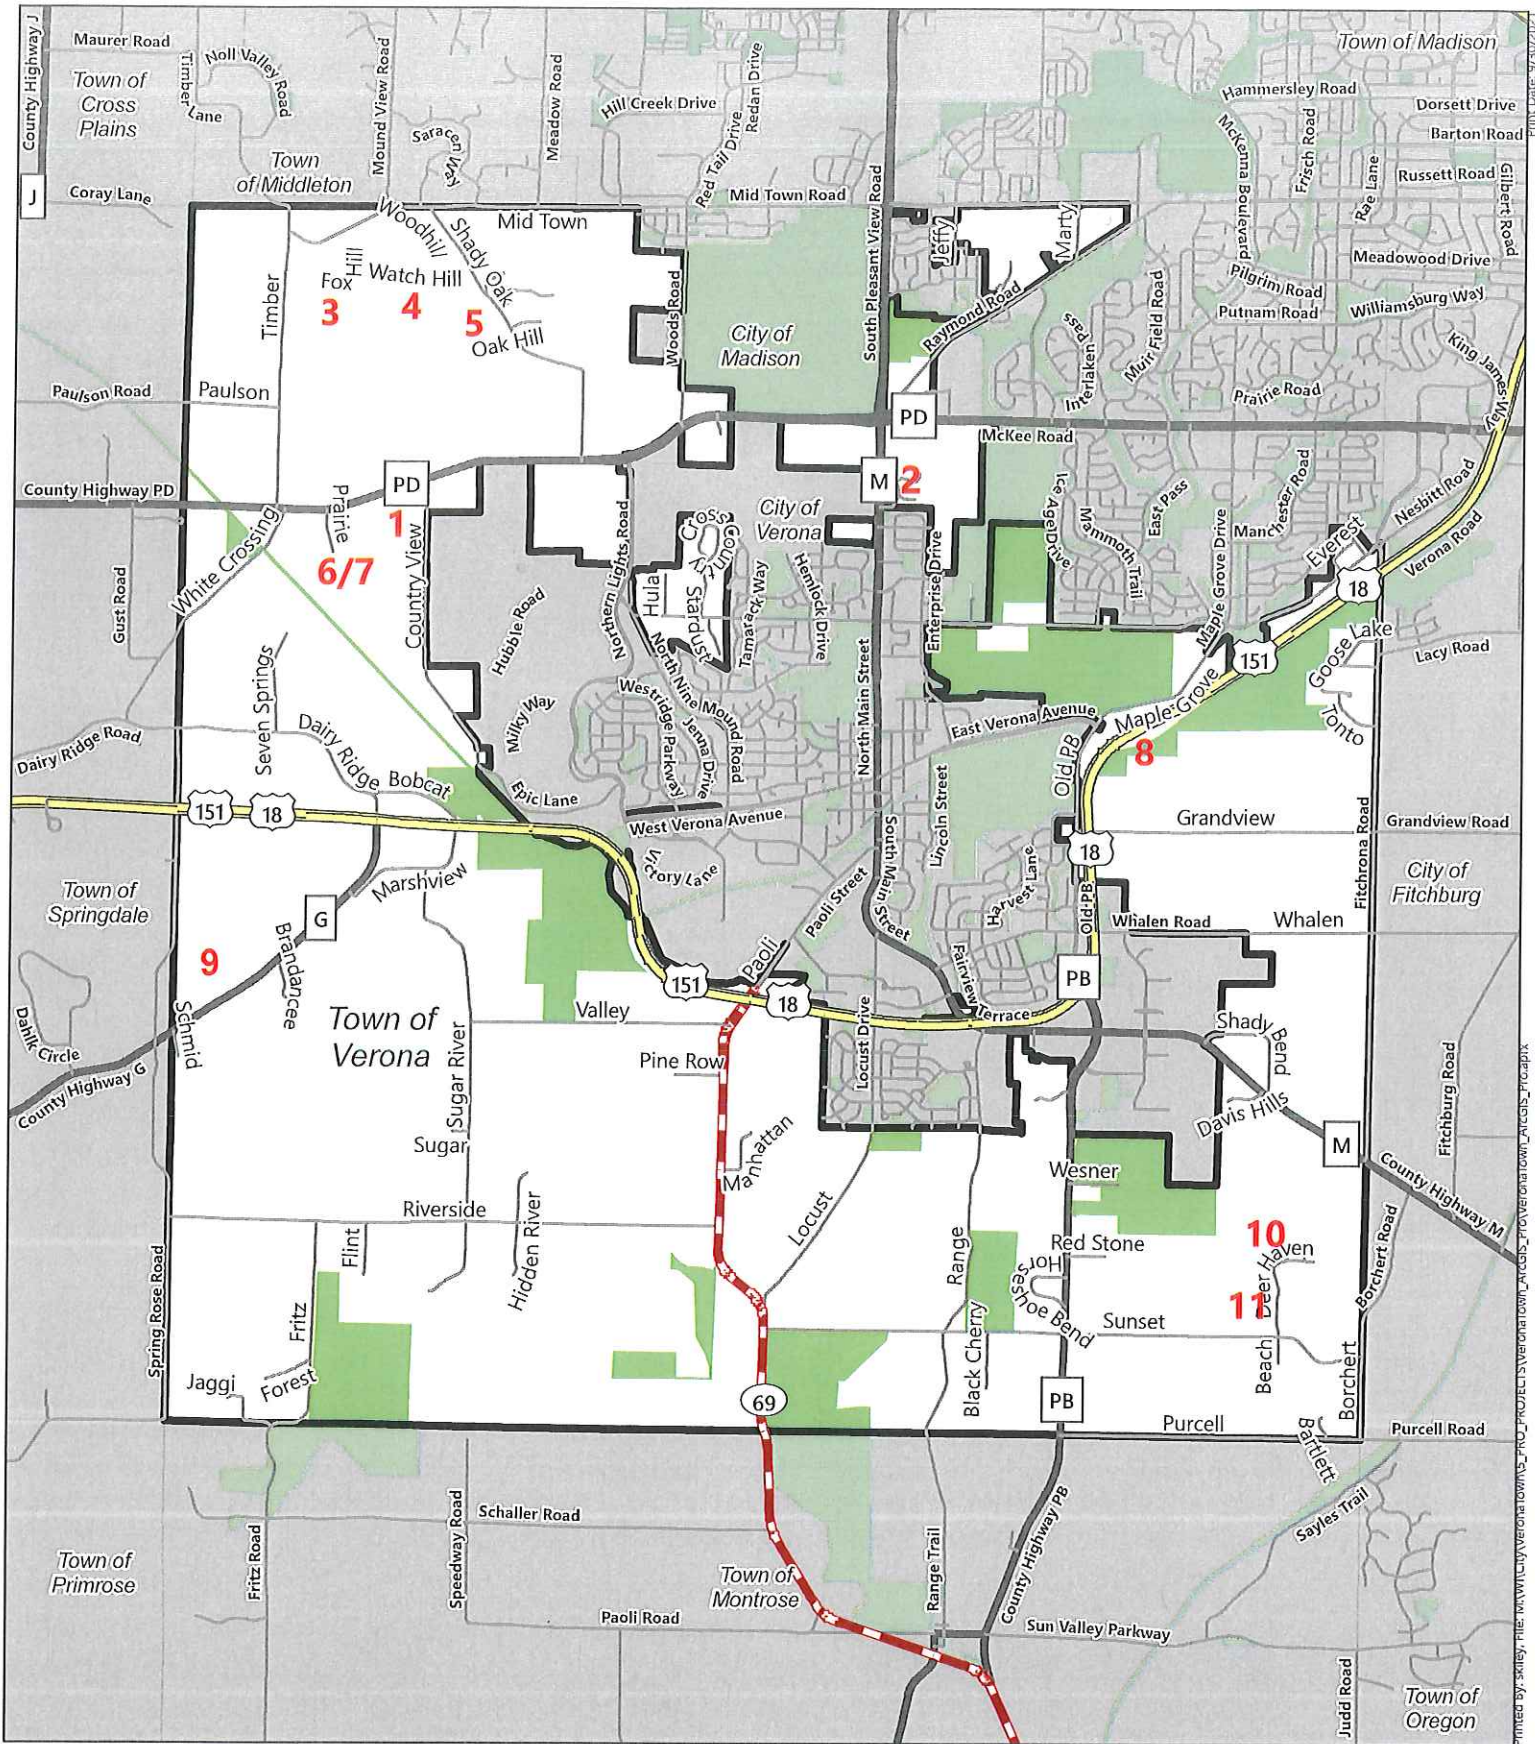 County Highway J
Maurer Road
Town of
Cross
Plains
Timber Lane
Noll Valley Road
Mound View Road
Saracen Way
Meadow Road
Hill Creek Drive
Red Tail Drive
Redan Drive
Town of Madison
Hammersley Road
Dorsett Drive
Barton Road
McKenna Boulevard
Frisch Road
Rae Lane
Russett Road
Gilbert Road
J
Coray Lane
Town
of Middleton
Mid Town Road
South Pleasant View Road
Woodhill
Mid Town
Shady Oak
Jeffy
Marty
Meadowood Drive
Timber
Hill
Fox
Watch Hill
3
4
5
Oak Hill
Woods Road
City of
Madison
Raymond Road
Interlaken Pass
Muir Field Road
Pilgrim Road
Putnam Road
Williamsburg Way
King James Way
Paulson Road
Paulson
Prairie Road
PD
McKee Road
County Highway PD
Prairie
PD
1
M
2
City of
Verona
Cross Country
Ice Age Drive
East Pass
Mammoth Trail
Manchester Road
Nesbitt Road
Everest
Verona Road
White Crossing
6/7
Country View
Gust Road
Hubble Road
Northern Lights Road
Hula
Stardust
Tamarack Way
Hemlock Drive
Enterprise Drive
Maple Grove Drive
18
Goose Lake
Lacy Road
151
Seven Springs
Milky Way
North Nine Mound Road
Westridge Parkway
Jenna Drive
North Main Street
East Verona Avenue
Maple Grove
Tonto
Dairy Ridge Road
Dairy Ridge
Bobcat
Old PB
8
151
18
Epic Lane
West Verona Avenue
Lincoln Street
Grandview
Grandview Road
Fitchrona Road
South Main Street
18
Marshview
Victory Lane
Town of
Springdale
G
Paoli Street
Harvest Lane
Old PB
City of
Fitchburg
Whalen Road
Whalen
9
Brandancee
Paoli
Fairview Terrace
PB
151
18
Schmid
Town of
Verona
Valley
Locust Drive
Shady Bend
Dahlk Circle
County Highway G
Sugar River
Pine Row
Davis Hills
Fitchburg Road
Sugar
Manhattan
M
County Highway M
Wesner
Riverside
Flint
Hidden River
Locust
Range
Red Stone
10
Deer Haven
Borchert Road
Spring Rose Road
Fritz
Horseshoe Bend
11
Black Cherry
Sunset
Beach
Borchert
Jaggi
Forest
69
PB
Purcell
Bartlett
Purcell Road
Speedway Road
Schaller Road
Sayles Trail
Town of
Primrose
Fritz Road
Town of
Montrose
Range Trail
County Highway PB
Paoli Road
Sun Valley Parkway
Judd Road
Town of
Oregon